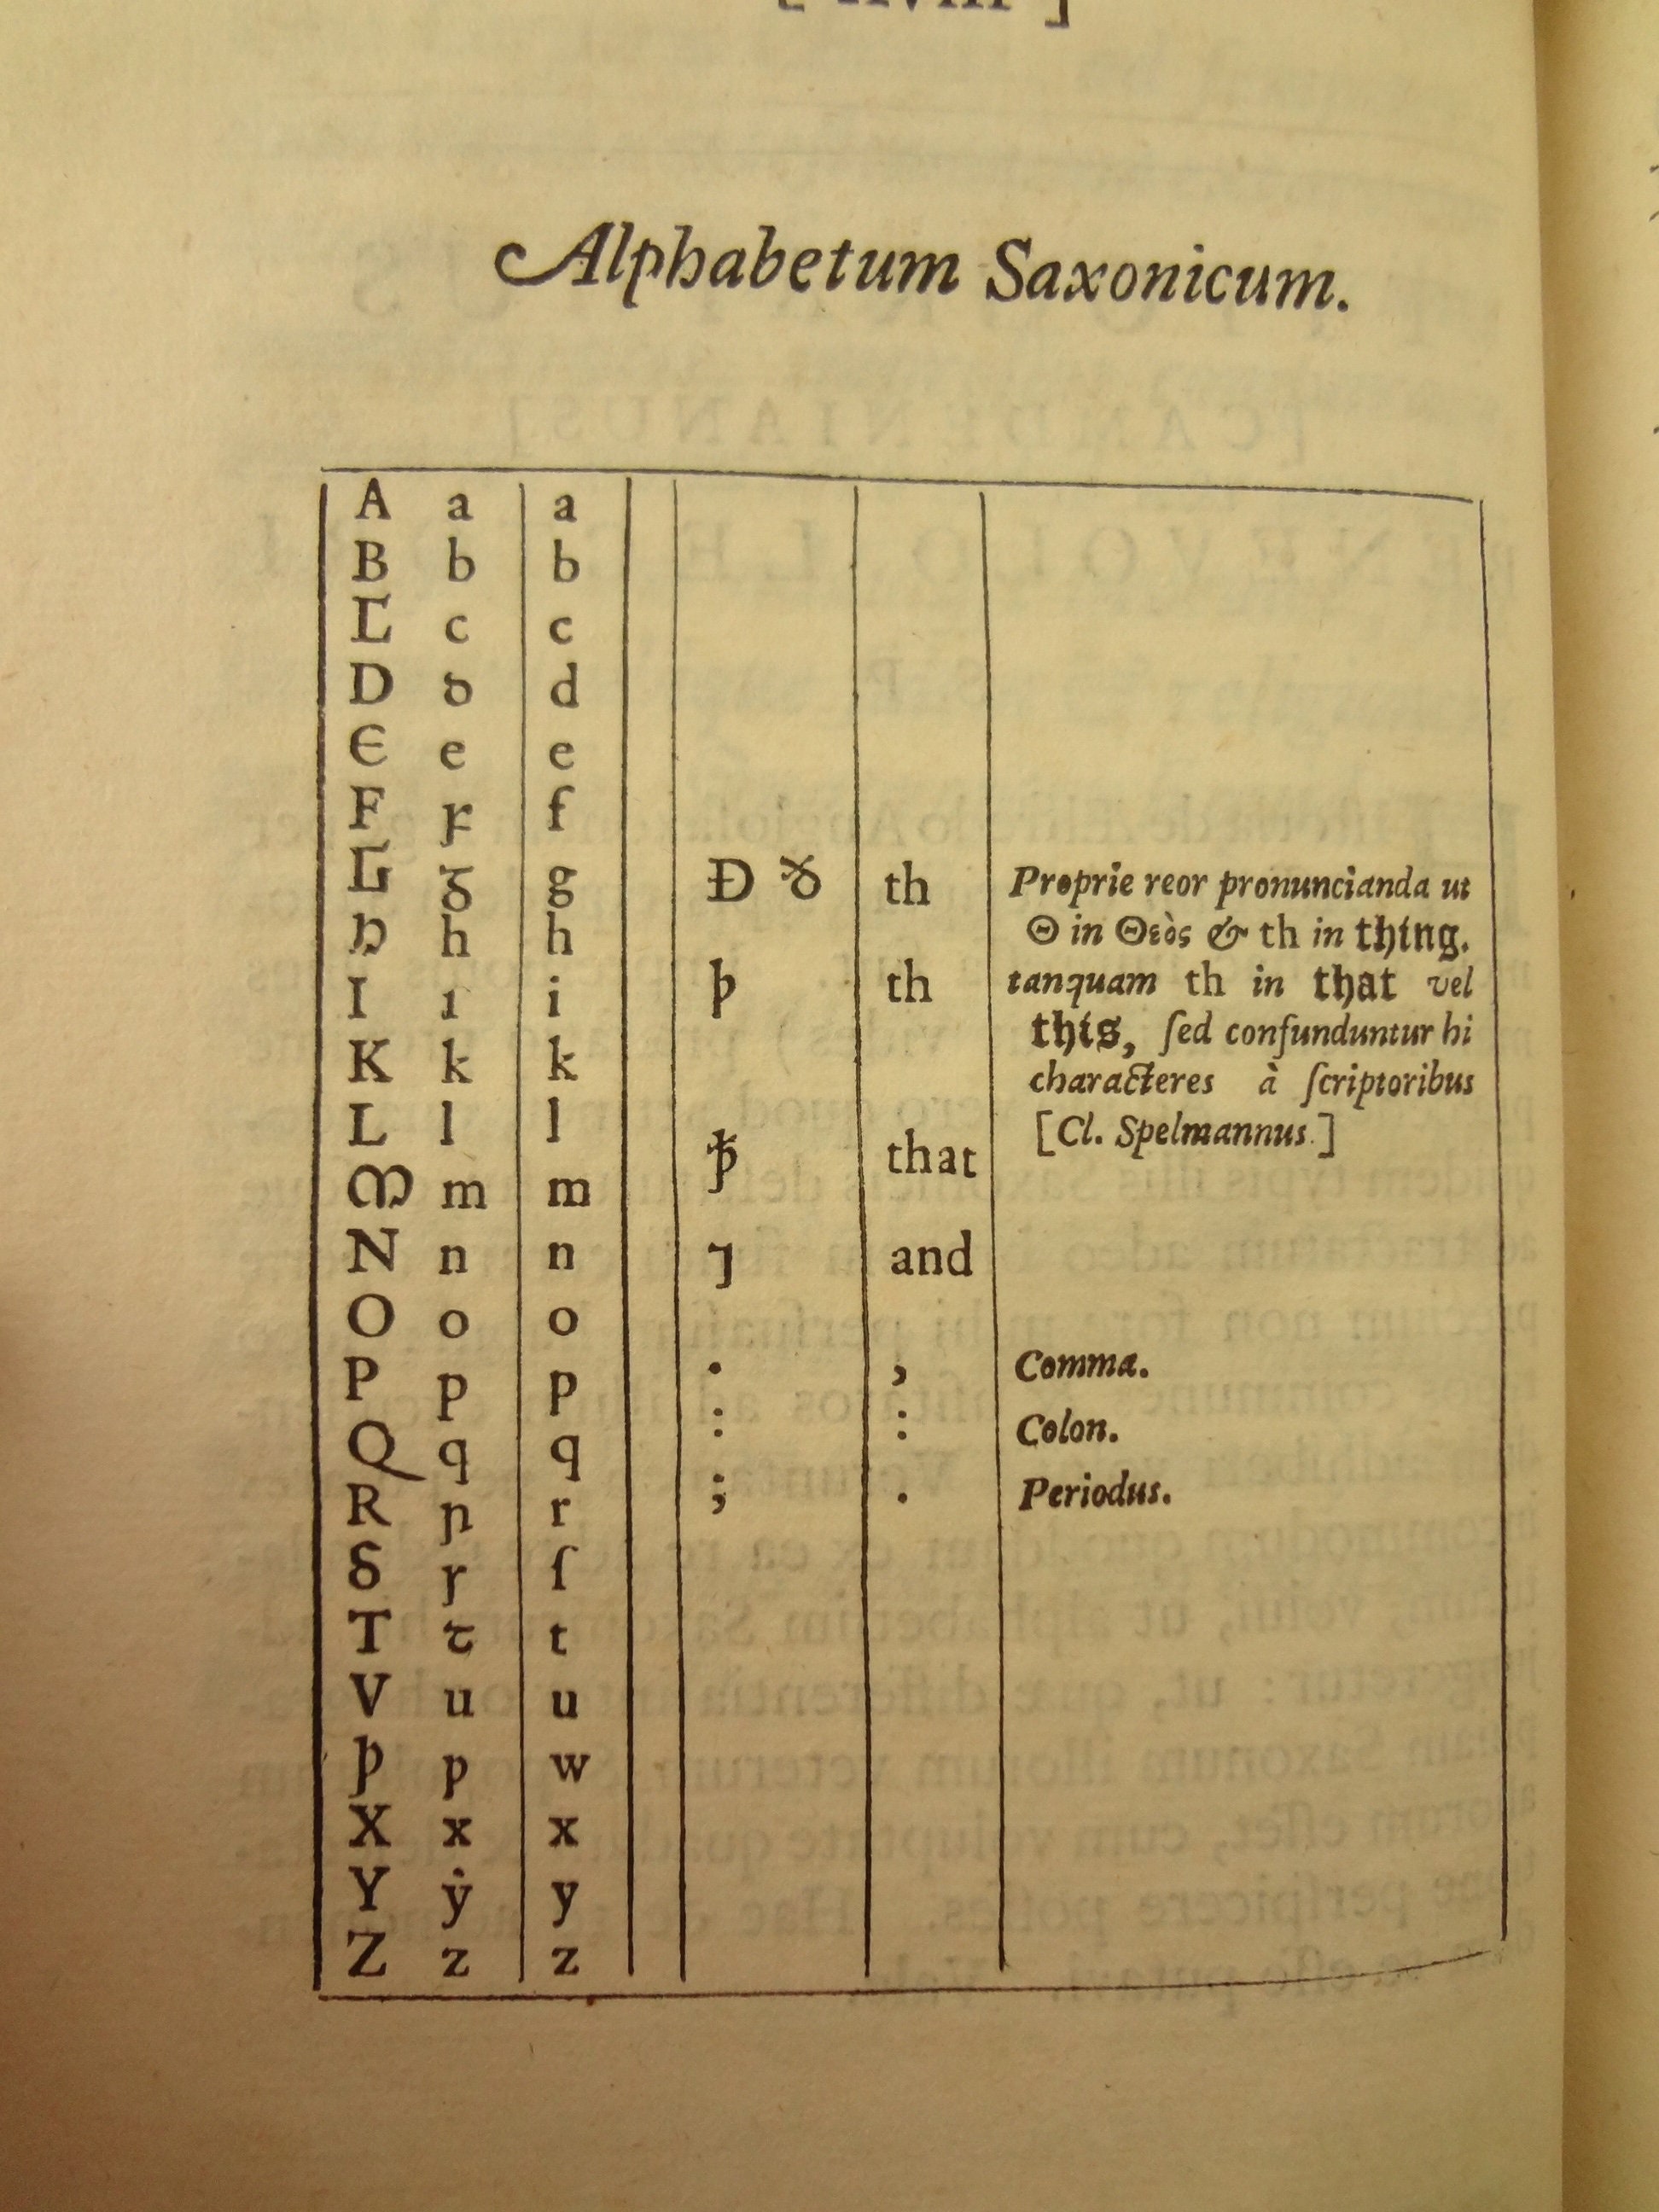 Alphabetum Saxonicum.
A a a
B b b
C c c
D ꝺ d
E e e
F ꝼ f
G ᵹ g
H h h
I ı i
K k k
L l l
M m m
N n n
O o o
P p p
Q q q
R ꞃ r
S ꞅ ſ
T ꞇ t
V u u
Ƿ ƿ w
X x x
Y ẏ y
Z z z
Đ ð th Proprie reor pronuncianda ut
Θ in Θεὸς & th in thing.
þ th tanquam th in that vel
this, ſed confunduntur hi
characteres à ſcriptoribus
[Cl. Spelmannus.]
ꝥ that
⁊ and
. , Comma.
: : Colon.
; . Periodus.